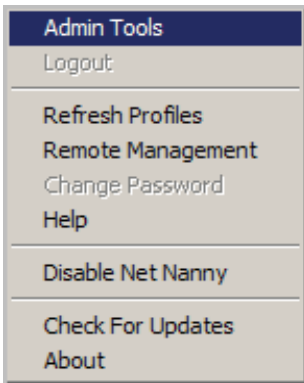 Admin Tools
Logout
Refresh Profiles
Remote Management
Change Password
Help
Disable Net Nanny
Check For Updates
About